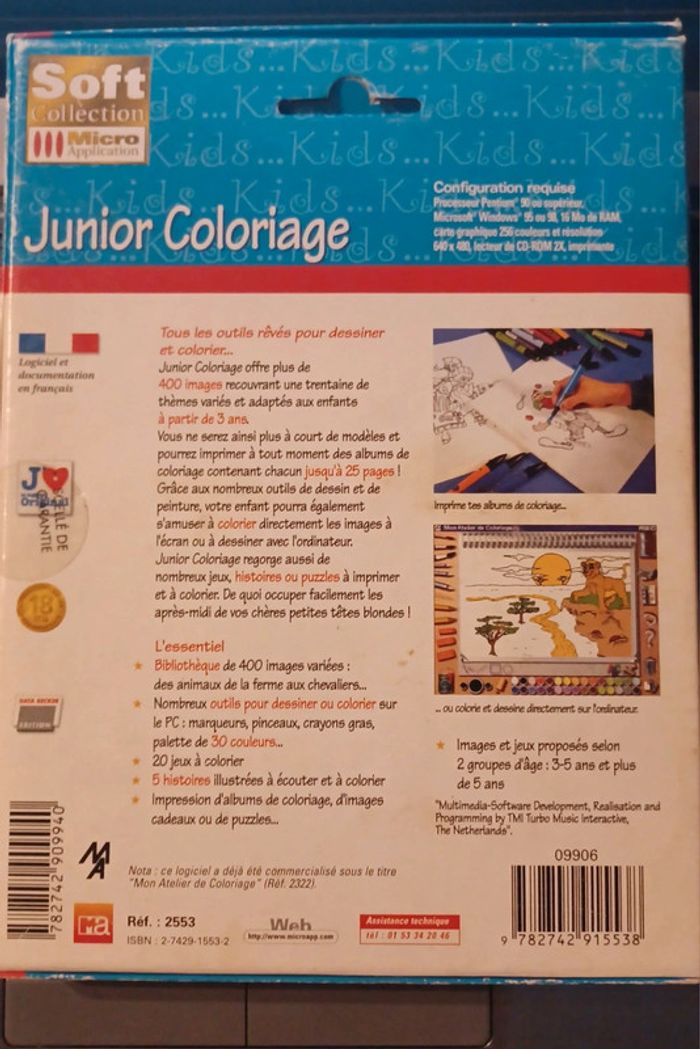 Soft
Collection
Micro
Application
Kids...Kids...Kids
Junior Coloriage
Configuration requise
Processeur Pentium® 90 ou supérieur,
Microsoft® Windows® 95 ou 98, 16 Mo de RAM,
carte graphique 256 couleurs et résolution
640 x 480, lecteur de CD-ROM 2X, imprimante
Logiciel et
documentation
en français
Tous les outils rêvés pour dessiner
et colorier...
Junior Coloriage offre plus de
400 images recouvrant une trentaine de
thèmes variés et adaptés aux enfants
à partir de 3 ans.
Vous ne serez ainsi plus à court de modèles et
pourrez imprimer à tout moment des albums de
coloriage contenant chacun jusqu'à 25 pages !
Grâce aux nombreux outils de dessin et de
peinture, votre enfant pourra également
s'amuser à colorier directement les images à
l'écran ou à dessiner avec l'ordinateur.
Junior Coloriage regorge aussi de
nombreux jeux, histoires ou puzzles à imprimer
et à colorier. De quoi occuper facilement les
après-midi de vos chères petites têtes blondes !
L'essentiel
Bibliothèque de 400 images variées :
des animaux de la ferme aux chevaliers...
Nombreux outils pour dessiner ou colorier sur
le PC : marqueurs, pinceaux, crayons gras,
palette de 30 couleurs...
20 jeux à colorier
5 histoires illustrées à écouter et à colorier
Impression d'albums de coloriage, d'images
cadeaux ou de puzzles...
Imprime tes albums de coloriage...
Mon Atelier de Coloriage
... ou colorie et dessine directement sur l'ordinateur.
Images et jeux proposés selon
2 groupes d'âge : 3-5 ans et plus
de 5 ans
"Multimedia-Software Development, Realisation and
Programming by TMI Turbo Music Interactive,
The Netherlands".
J
Original
SCELLÉ DE
GARANTIE
18
DATA BECKER
EDITION
782742 909940
MA
Nota : ce logiciel a déjà été commercialisé sous le titre
"Mon Atelier de Coloriage" (Réf. 2322).
Ma
Réf. : 2553
ISBN : 2-7429-1553-2
Web
http://www.microapp.com
Assistance technique
tél : 01 53 34 20 46
09906
9 782742 915538